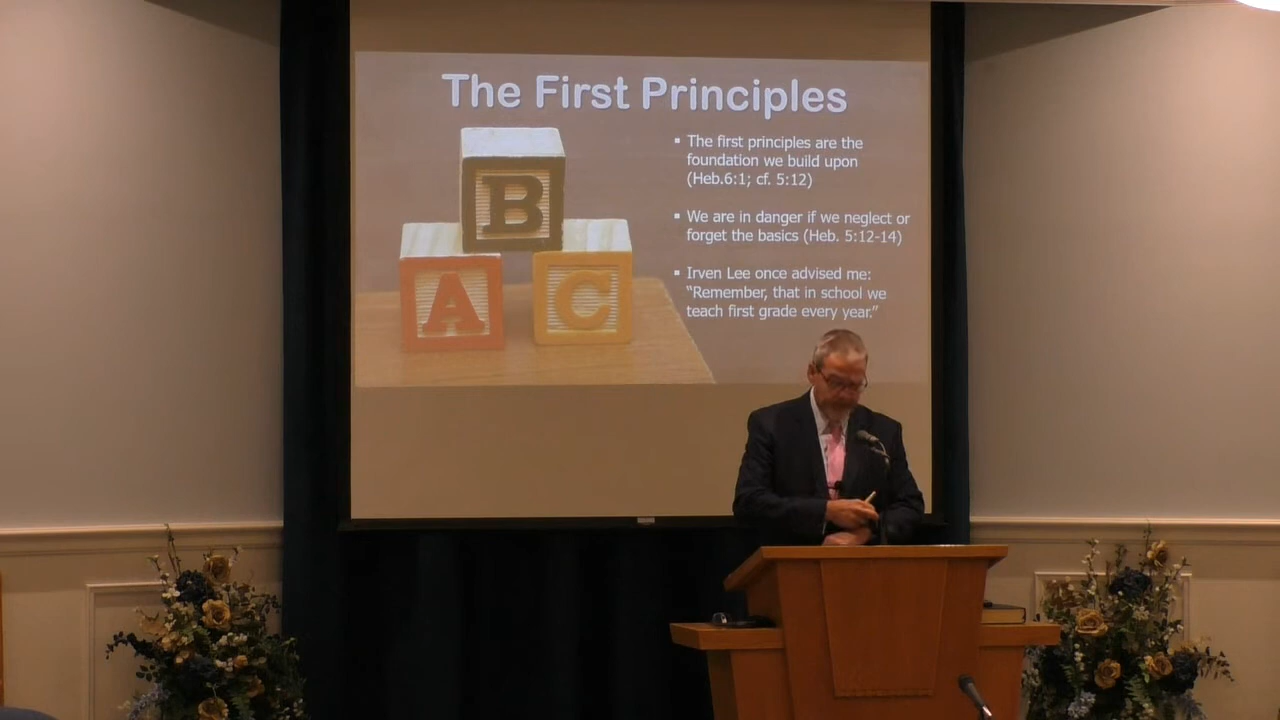 The First Principles
▪ The first principles are the
foundation we build upon
(Heb.6:1; cf. 5:12)
▪ We are in danger if we neglect or
forget the basics (Heb. 5:12-14)
▪ Irven Lee once advised me:
“Remember, that in school we
teach first grade every year.”
B
A C